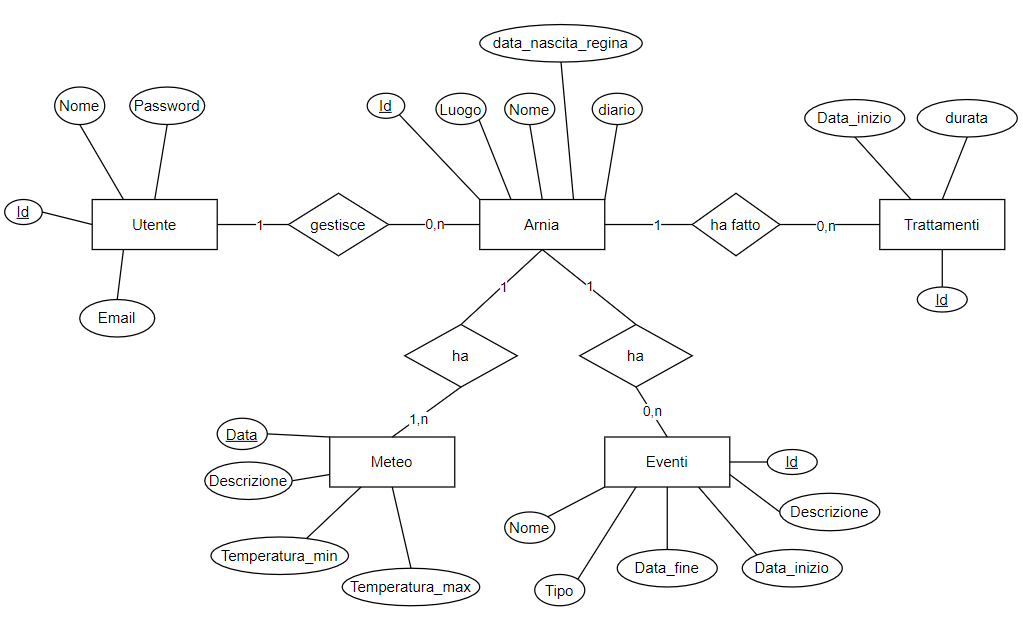 data_nascita_regina
Nome
Password
Id
Luogo
Nome
diario
Data_inizio
durata
Id
Utente
1
gestisce
0,n
Arnia
1
ha fatto
0,n
Trattamenti
Email
Id
1
1
ha
ha
1,n
0,n
Data
Meteo
Eventi
Id
Descrizione
Descrizione
Nome
Temperatura_min
Data_fine
Data_inizio
Temperatura_max
Tipo